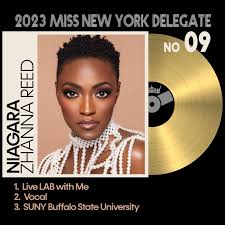 2023 MISS NEW YORK DELEGATE
NO 09
NIAGARA
ZHANNA REED
1. Live LAB with Me
2. Vocal
3. SUNY Buffalo State University